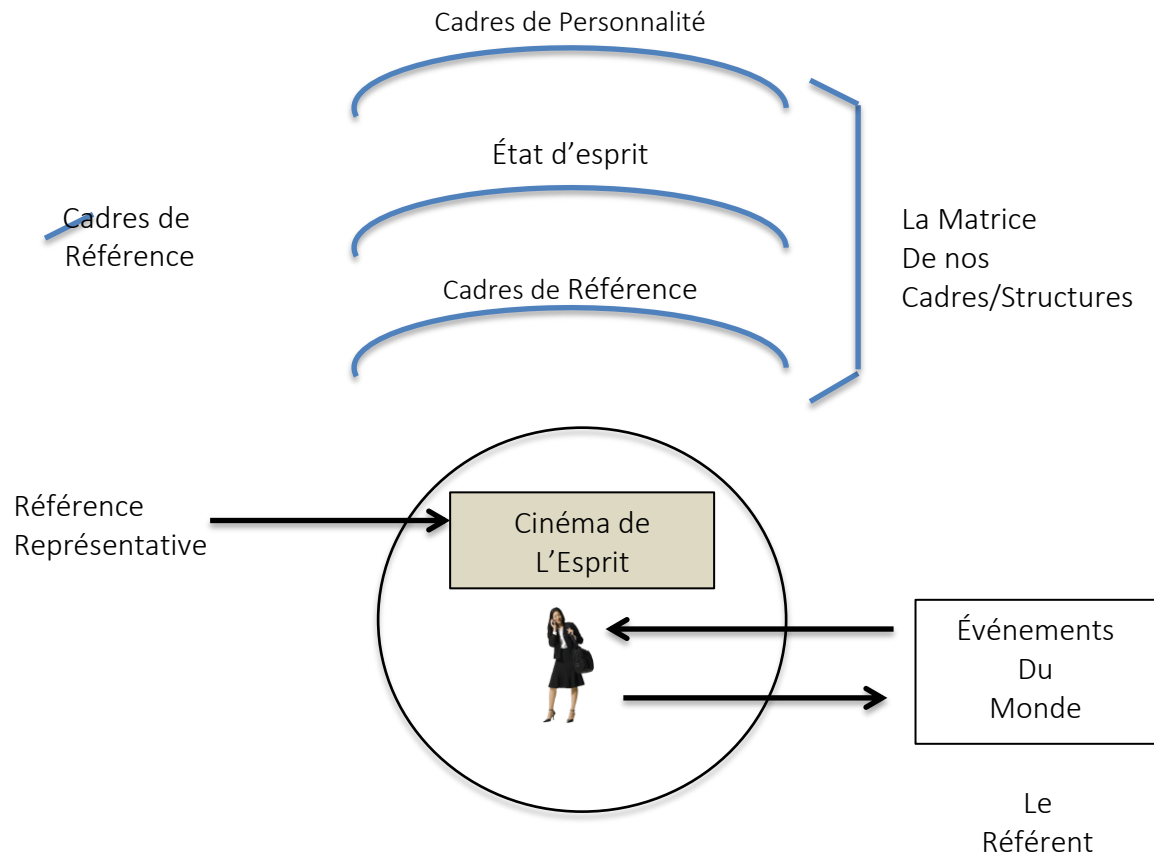 Cadres de Personnalité
État d’esprit
Cadres de
Référence
Cadres de Référence
La Matrice
De nos
Cadres/Structures
Référence
Représentative
Cinéma de
L’Esprit
Événements
Du
Monde
Le
Référent